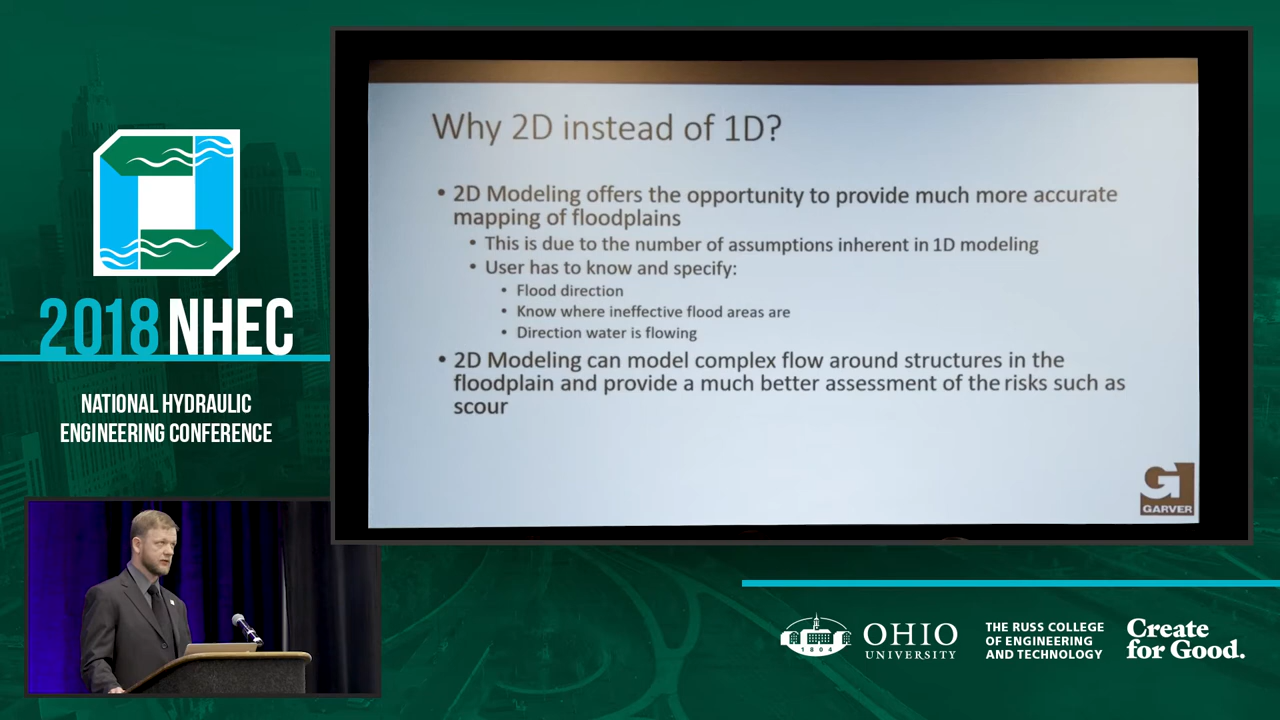 2018 NHEC
NATIONAL HYDRAULIC
ENGINEERING CONFERENCE
Why 2D instead of 1D?
• 2D Modeling offers the opportunity to provide much more accurate
mapping of floodplains
• This is due to the number of assumptions inherent in 1D modeling
• User has to know and specify:
• Flood direction
• Know where ineffective flood areas are
• Direction water is flowing
• 2D Modeling can model complex flow around structures in the
floodplain and provide a much better assessment of the risks such as
scour
G
GARVER
1804
OHIO
UNIVERSITY
THE RUSS COLLEGE
OF ENGINEERING
AND TECHNOLOGY
Create
for Good.